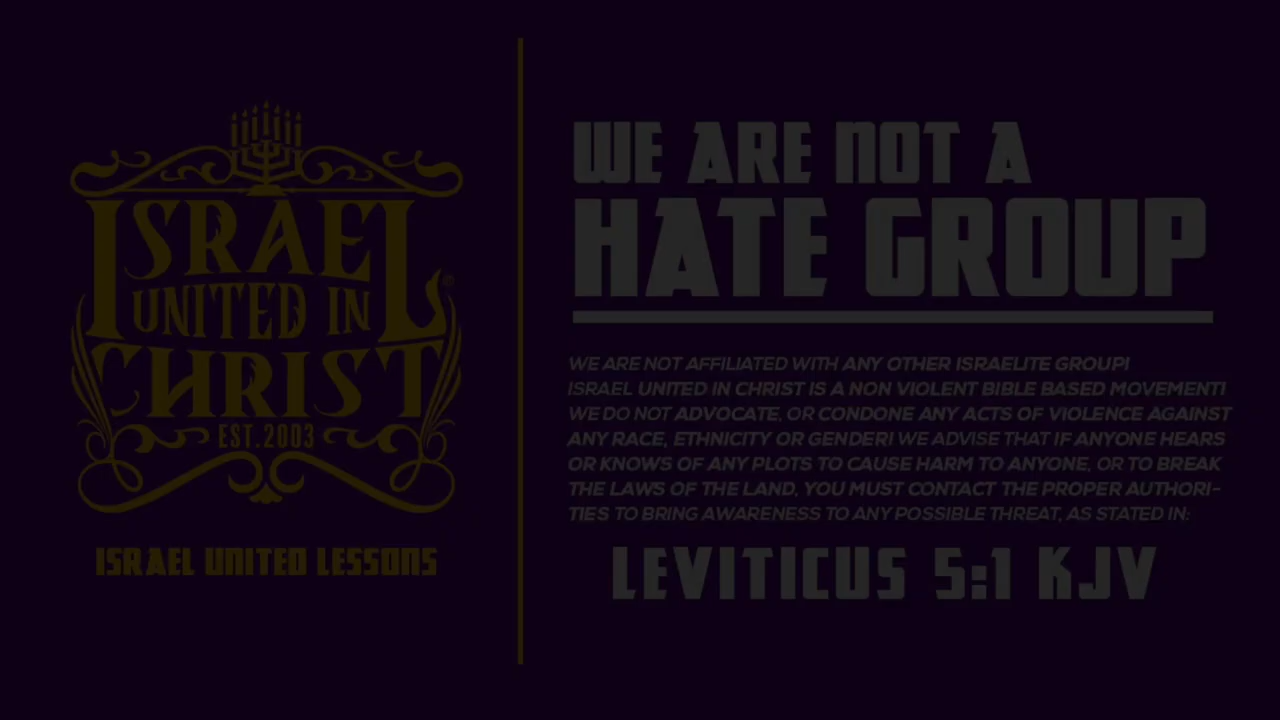 ISRAEL
UNITED IN
CHRIST
EST. 2003
ISRAEL UNITED LESSONS
WE ARE NOT A
HATE GROUP
WE ARE NOT AFFILIATED WITH ANY OTHER ISRAELITE GROUP!
ISRAEL UNITED IN CHRIST IS A NON VIOLENT BIBLE BASED MOVEMENT!
WE DO NOT ADVOCATE, OR CONDONE ANY ACTS OF VIOLENCE AGAINST
ANY RACE, ETHNICITY OR GENDER! WE ADVISE THAT IF ANYONE HEARS
OR KNOWS OF ANY PLOTS TO CAUSE HARM TO ANYONE, OR TO BREAK
THE LAWS OF THE LAND, YOU MUST CONTACT THE PROPER AUTHORI-
TIES TO BRING AWARENESS TO ANY POSSIBLE THREAT, AS STATED IN:
LEVITICUS 5:1 KJV